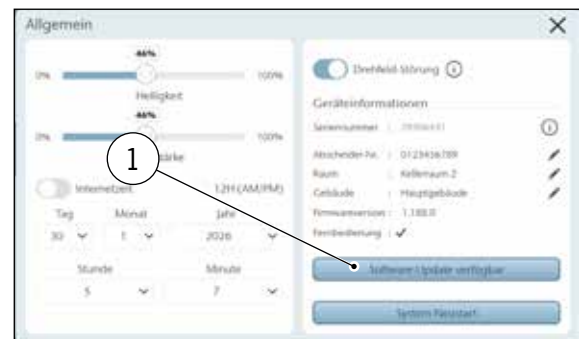 Allgemein
46%
0% 100%
Helligkeit
46%
0% 100%
1
Internetzeit 12H (AM/PM)
Tag Monat Jahr
30 1 2026
Stunde Minute
5 7
Drehfeld-Störung
Geräteinformationen
Seriennummer :
Abscheider-Nr. : 0123456789
Raum : Kellerraum 2
Gebäude : Hauptgebäude
Firmwareversion : 1.188.0
Fernbedienung :
Software Update verfügbar
System Neustart